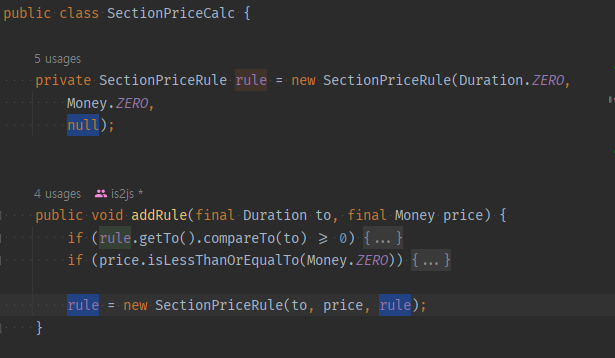 public class SectionPriceCalc {
5 usages
private SectionPriceRule rule = new SectionPriceRule(Duration.ZERO,
Money.ZERO,
null);
4 usages is2js *
public void addRule(final Duration to, final Money price) {
if (rule.getTo().compareTo(to) ≥ 0) {...}
if (price.isLessThanOrEqualTo(Money.ZERO)) {...}
rule = new SectionPriceRule(to, price, rule);
}